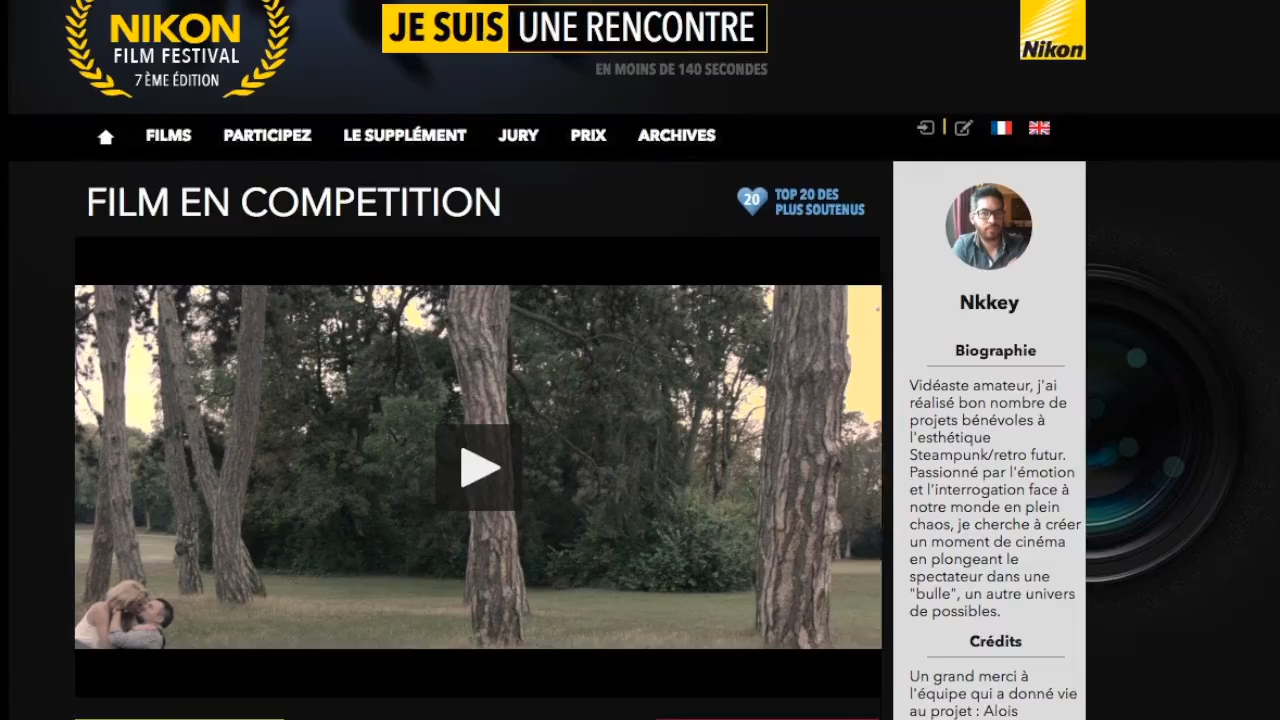 NIKON
FILM FESTIVAL
7ÈME ÉDITION
JE SUIS UNE RENCONTRE
EN MOINS DE 140 SECONDES
Nikon
FILMS PARTICIPEZ LE SUPPLÉMENT JURY PRIX ARCHIVES
FILM EN COMPETITION
20 TOP 20 DES
PLUS SOUTENUS
Nkkey
Biographie
Vidéaste amateur, j'ai
réalisé bon nombre de
projets bénévoles à
l'esthétique
Steampunk/retro futur.
Passionné par l'émotion
et l'interrogation face à
notre monde en plein
chaos, je cherche à créer
un moment de cinéma
en plongeant le
spectateur dans une
"bulle", un autre univers
de possibles.
Crédits
Un grand merci à
l'équipe qui a donné vie
au projet : Alois